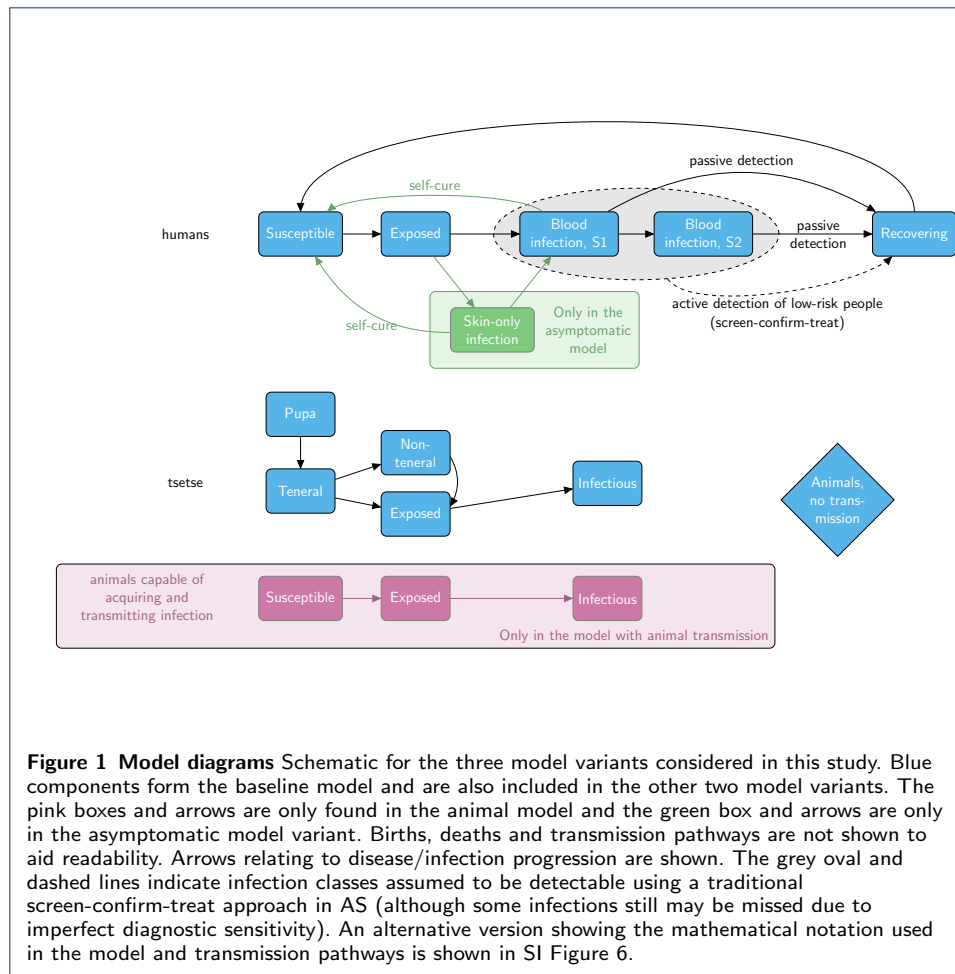 passive detection
self-cure
humans
Susceptible
Exposed
Blood
infection, S1
Blood
infection, S2
passive
detection
Recovering
active detection of low-risk people
(screen-confirm-treat)
self-cure
Skin-only
infection
Only in the
asymptomatic
model
Pupa
tsetse
Teneral
Non-
teneral
Exposed
Infectious
Animals,
no trans-
mission
animals capable of
acquiring and
transmitting infection
Susceptible
Exposed
Infectious
Only in the model with animal transmission
Figure 1 Model diagrams Schematic for the three model variants considered in this study. Blue
components form the baseline model and are also included in the other two model variants. The
pink boxes and arrows are only found in the animal model and the green box and arrows are only
in the asymptomatic model variant. Births, deaths and transmission pathways are not shown to
aid readability. Arrows relating to disease/infection progression are shown. The grey oval and
dashed lines indicate infection classes assumed to be detectable using a traditional
screen-confirm-treat approach in AS (although some infections still may be missed due to
imperfect diagnostic sensitivity). An alternative version showing the mathematical notation used
in the model and transmission pathways is shown in SI Figure 6.